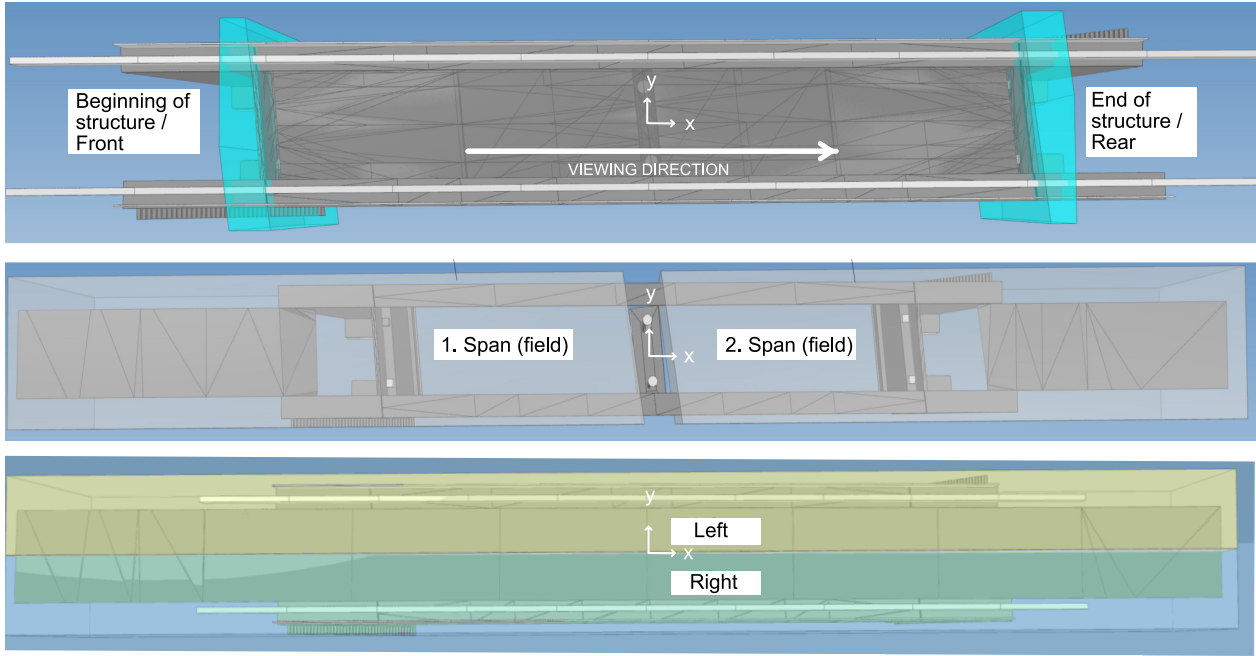 Beginning of
structure /
Front
y
x
VIEWING DIRECTION
End of
structure /
Rear
1. Span (field)
y
x
2. Span (field)
y
x
Left
Right